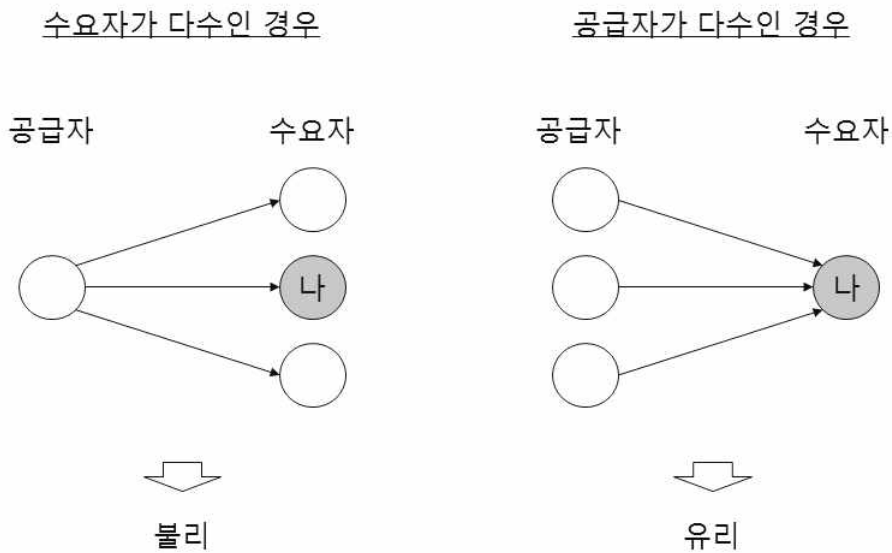 수요자가 다수인 경우
공급자가 다수인 경우
공급자
수요자
공급자
수요자
나
나
불리
유리